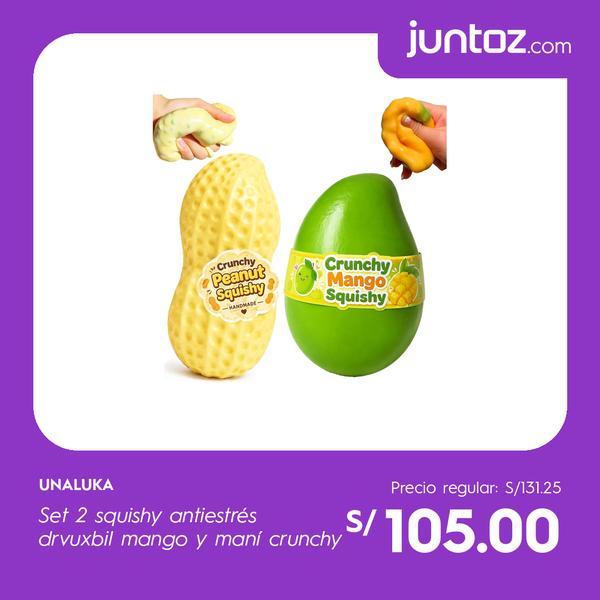 juntoz.com
Crunchy
Peanut
Squishy
HANDMADE
Crunchy
Mango
Squishy
UNALUKA
Set 2 squishy antiestrés
drvuxbil mango y maní crunchy
Precio regular: S/131.25
S/ 105.00